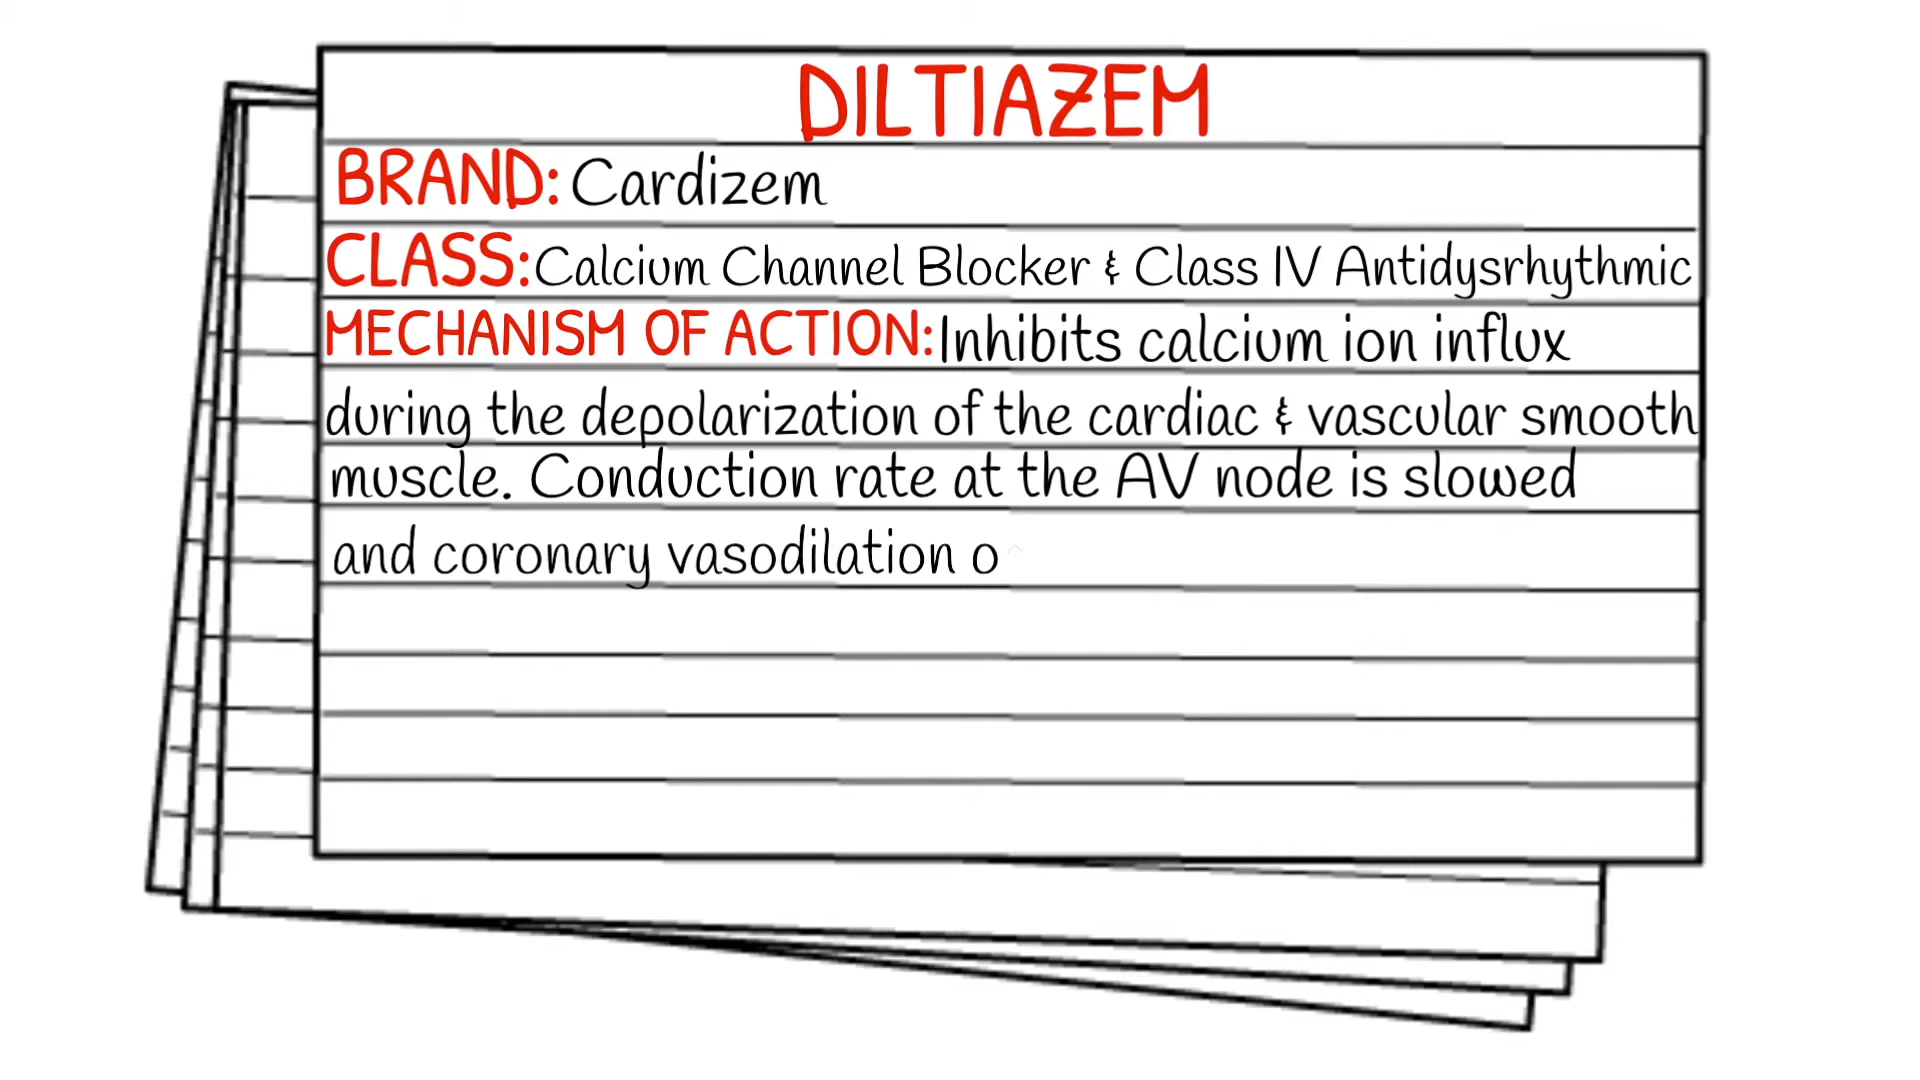 DILTIAZEM
BRAND: Cardizem
CLASS: Calcium Channel Blocker & Class IV Antidysrhythmic
MECHANISM OF ACTION: Inhibits calcium ion influx
during the depolarization of the cardiac & vascular smooth
muscle. Conduction rate at the AV node is slowed
and coronary vasodilation o